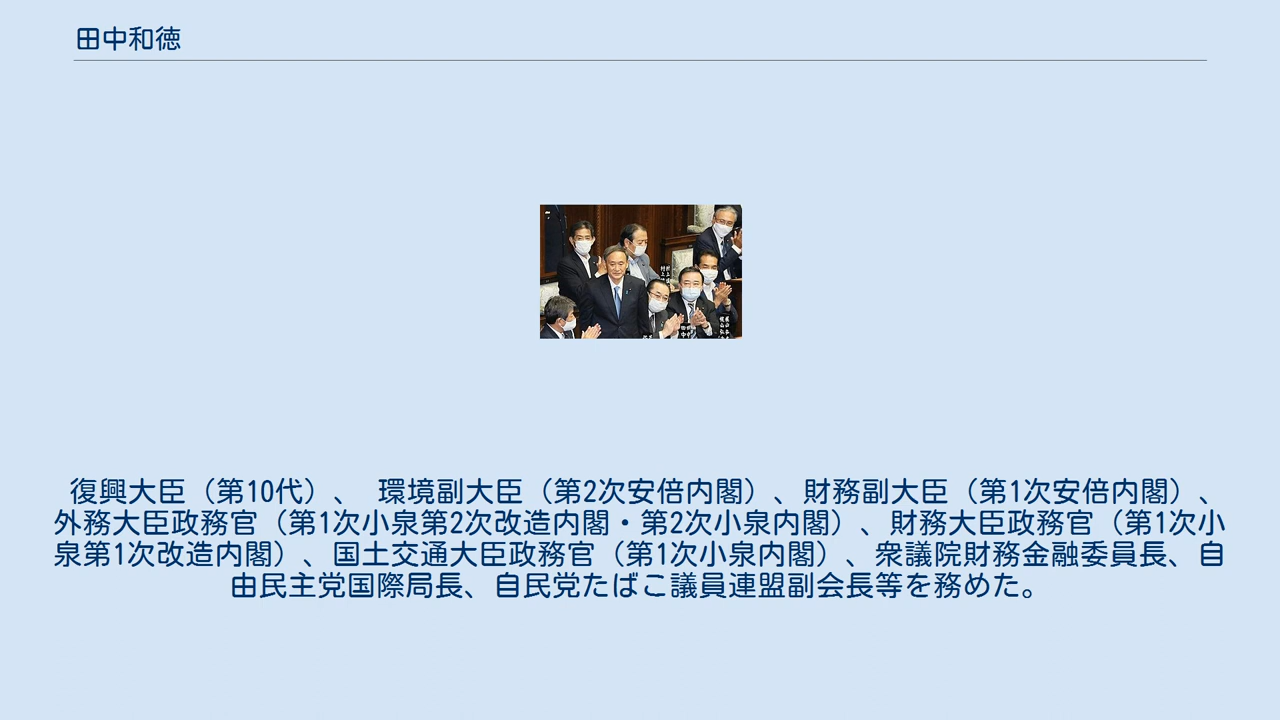 田中和徳
復興大臣（第10代）、 環境副大臣（第2次安倍内閣）、財務副大臣（第1次安倍内閣）、
外務大臣政務官（第1次小泉第2次改造内閣・第2次小泉内閣）、財務大臣政務官（第1次小
泉第1次改造内閣）、国土交通大臣政務官（第1次小泉内閣）、衆議院財務金融委員長、自
由民主党国際局長、自民党たばこ議員連盟副会長等を務めた。